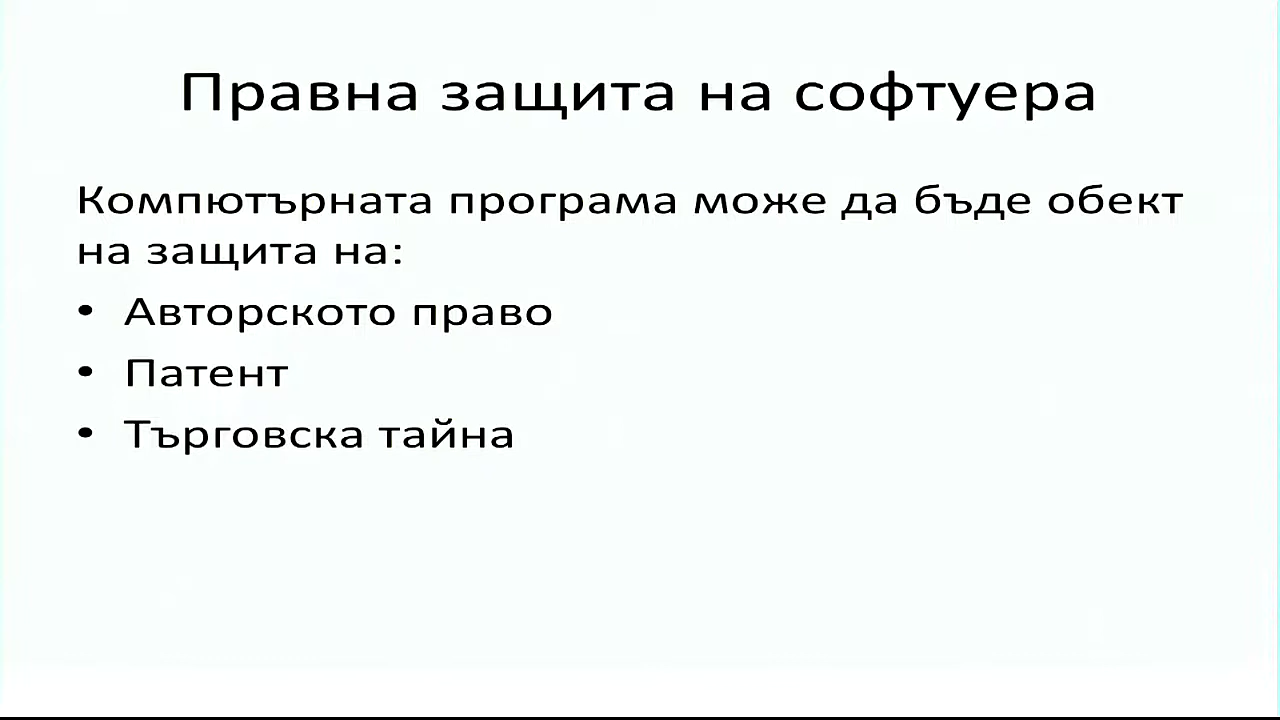 Правна защита на софтуера
Компютърната програма може да бъде обект
на защита на:
• Авторското право
• Патент
• Търговска тайна